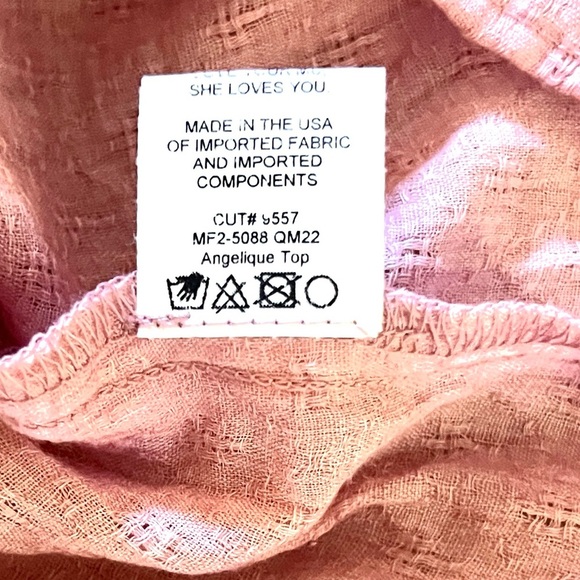 SHE LOVES YOU.
MADE IN THE USA
OF IMPORTED FABRIC
AND IMPORTED
COMPONENTS
CUT# 9557
MF2-5088 QM22
Angelique Top